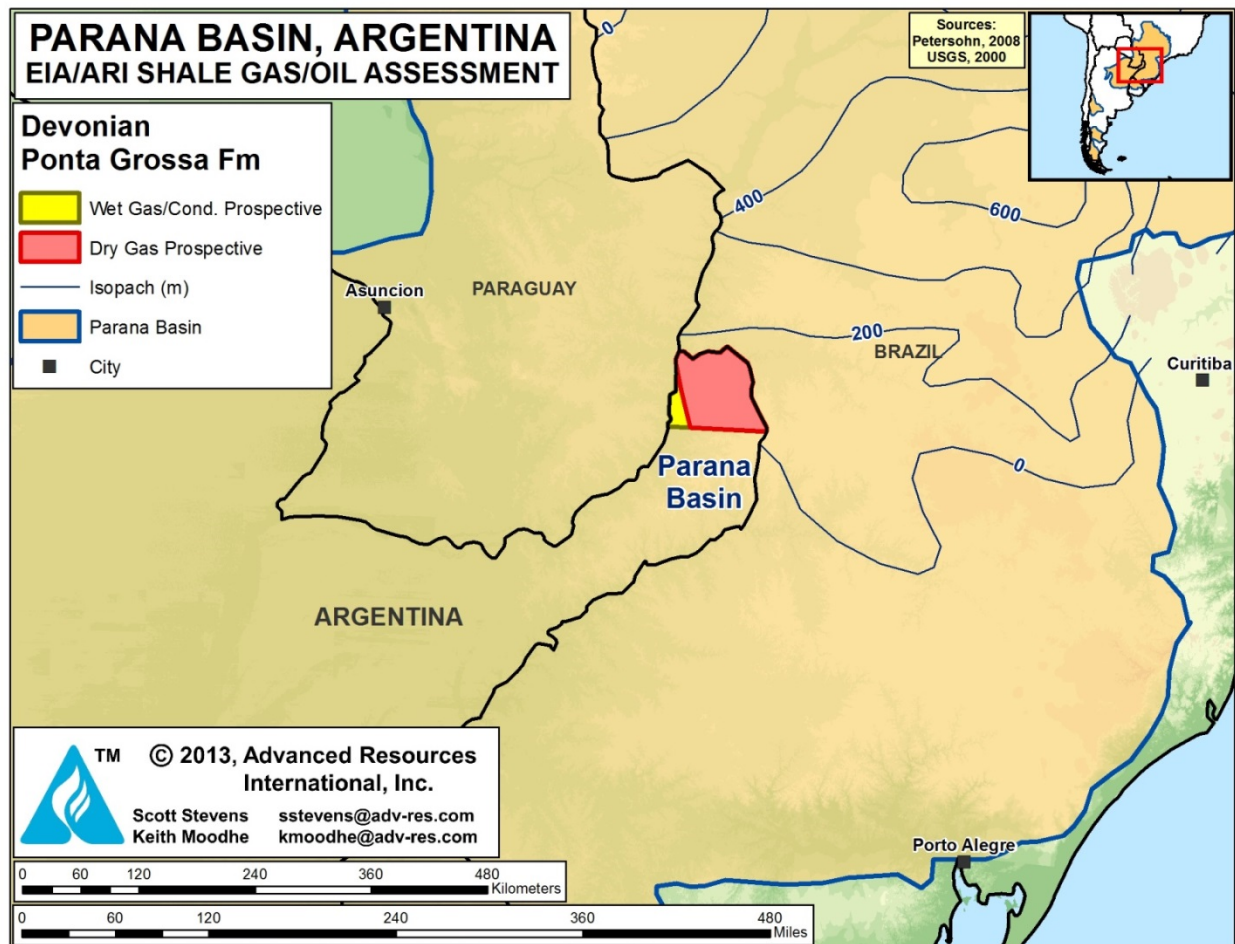 PARANA BASIN, ARGENTINA
EIA/ARI SHALE GAS/OIL ASSESSMENT
Sources:
Petersohn, 2008
USGS, 2000
Devonian
Ponta Grossa Fm
Wet Gas/Cond. Prospective
Dry Gas Prospective
Isopach (m)
Parana Basin
City
0
400
600
Asuncion
PARAGUAY
200
BRAZIL
Curitiba
Parana
Basin
0
ARGENTINA
TM
© 2013, Advanced Resources
International, Inc.
Scott Stevens sstevens@adv-res.com
Keith Moodhe kmoodhe@adv-res.com
Porto Alegre
0 60 120 240 360 480
Kilometers
0 60 120 240 360 480
Miles